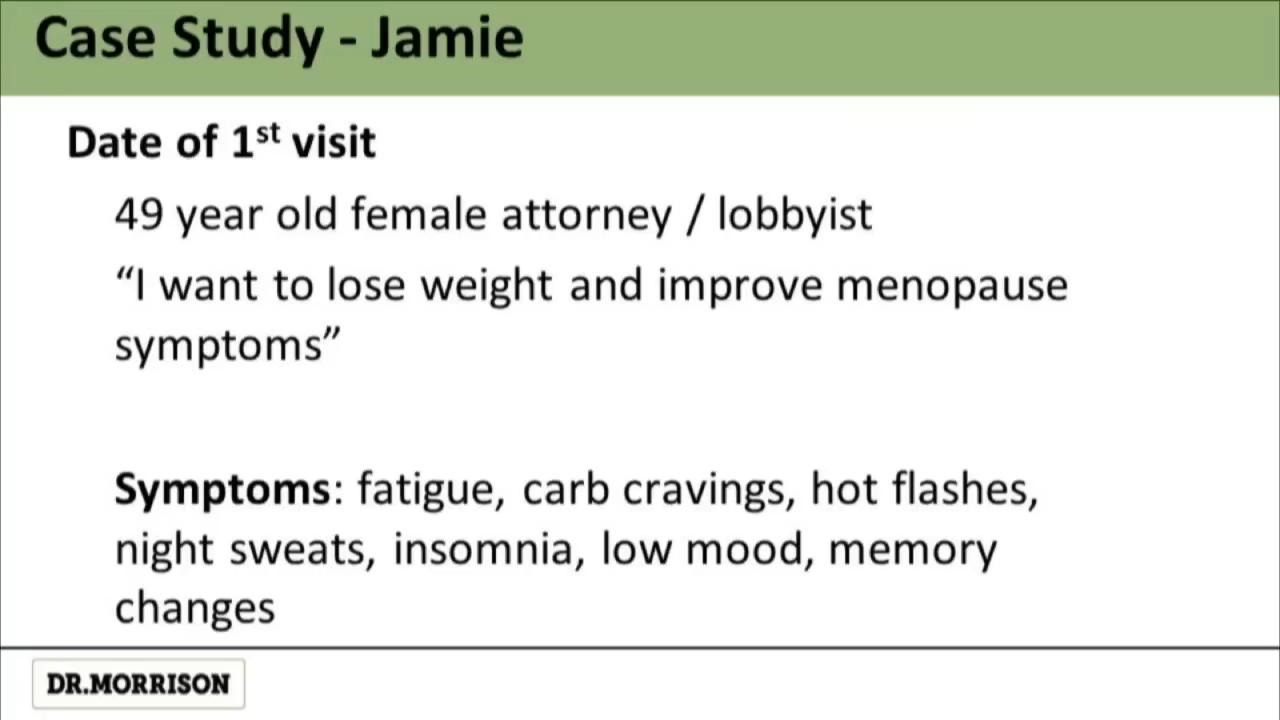 Case Study - Jamie
Date of 1st visit
49 year old female attorney / lobbyist
“I want to lose weight and improve menopause
symptoms”
Symptoms: fatigue, carb cravings, hot flashes,
night sweats, insomnia, low mood, memory
changes
DR.MORRISON